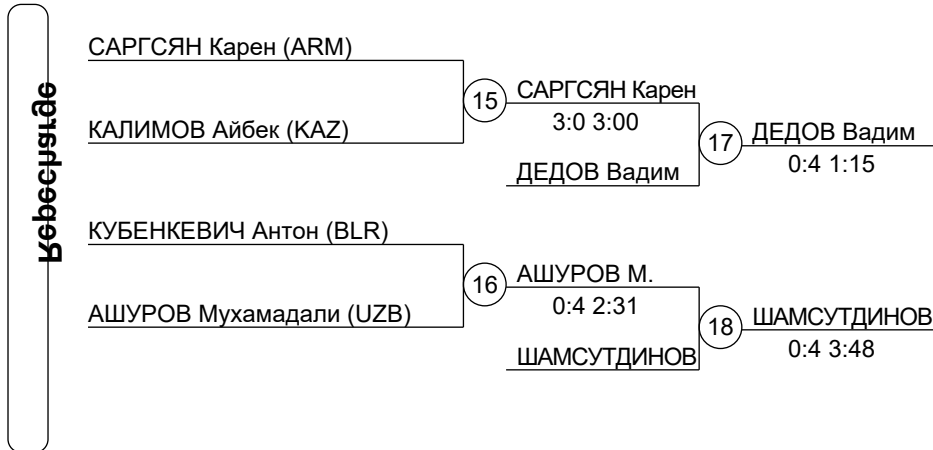 Repecharge
САРГСЯН Карен (ARM)
КАЛИМОВ Айбек (KAZ)
15
САРГСЯН Карен
3:0 3:00
ДЕДОВ Вадим
17
ДЕДОВ Вадим
0:4 1:15
КУБЕНКЕВИЧ Антон (BLR)
АШУРОВ Мухамадали (UZB)
16
АШУРОВ М.
0:4 2:31
ШАМСУТДИНОВ
18
ШАМСУТДИНОВ
0:4 3:48